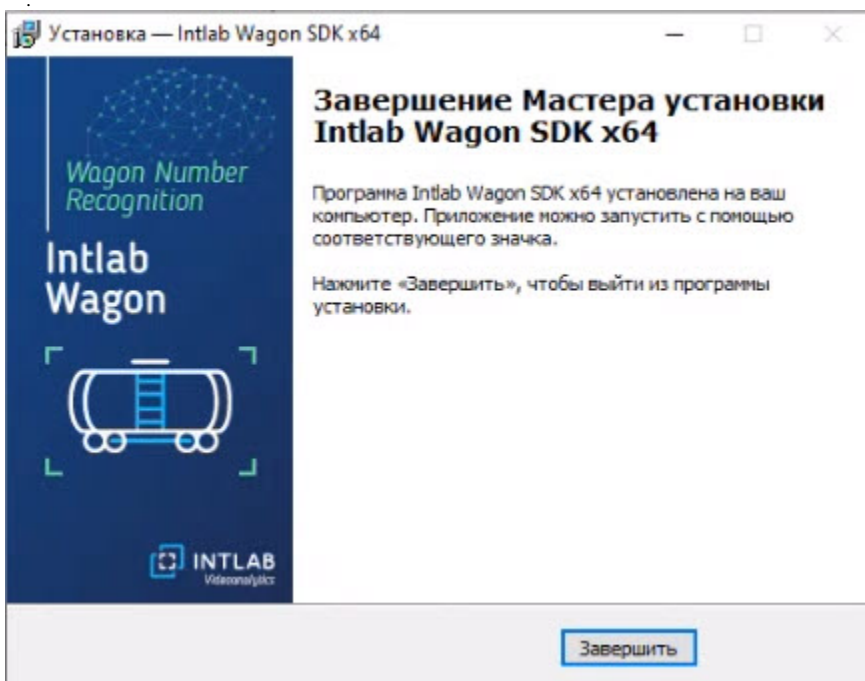 Установка — Intlab Wagon SDK x64
Wagon Number
Recognition
Intlab
Wagon
INTLAB
Videoanalytics
Завершение Мастера установки
Intlab Wagon SDK x64
Программа Intlab Wagon SDK x64 установлена на ваш
компьютер. Приложение можно запустить с помощью
соответствующего значка.
Нажмите «Завершить», чтобы выйти из программы
установки.
Завершить